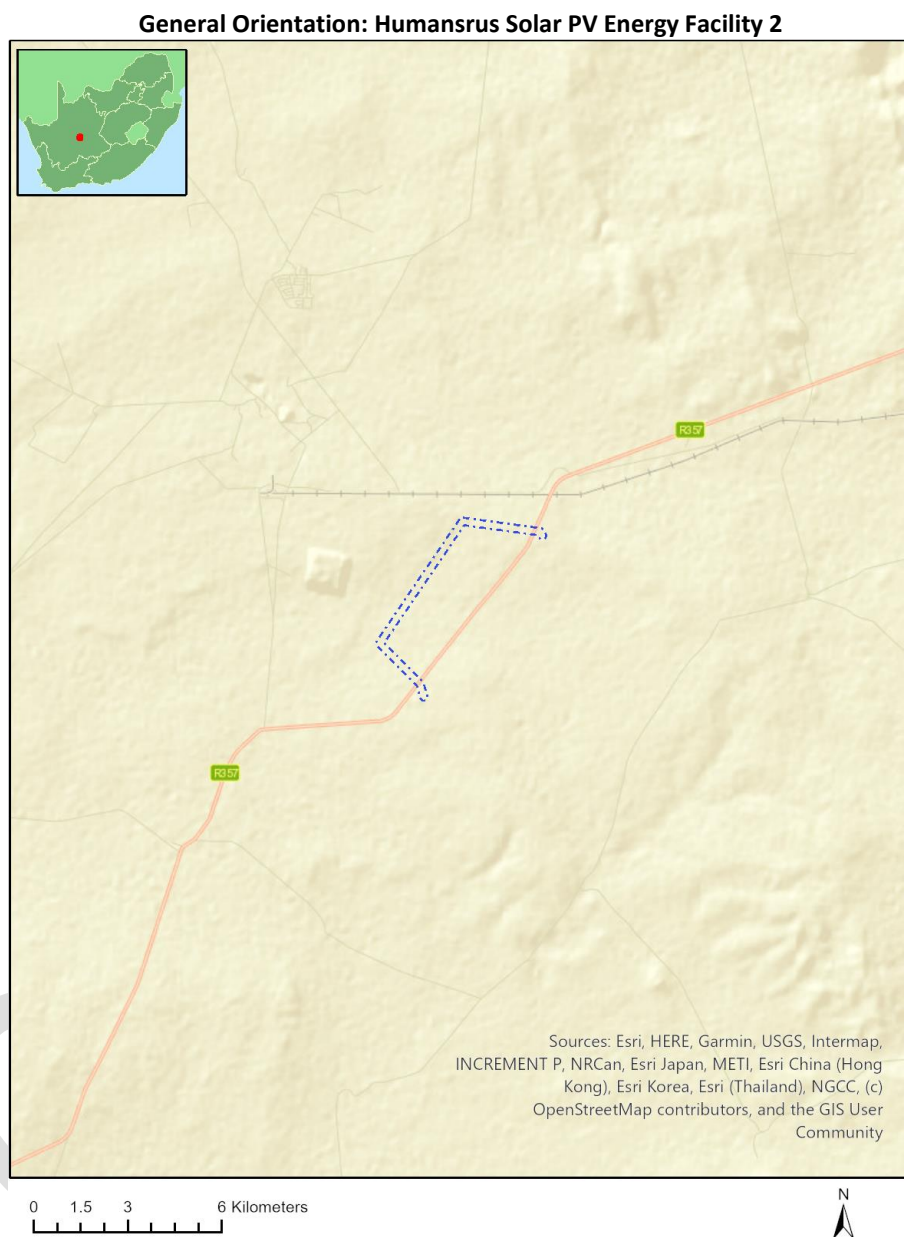 General Orientation: Humansrus Solar PV Energy Facility 2
R357
R357
Sources: Esri, HERE, Garmin, USGS, Intermap,
INCREMENT P, NRCan, Esri Japan, METI, Esri China (Hong
Kong), Esri Korea, Esri (Thailand), NGCC, (c)
OpenStreetMap contributors, and the GIS User
Community
0 1.5 3 6 Kilometers
N